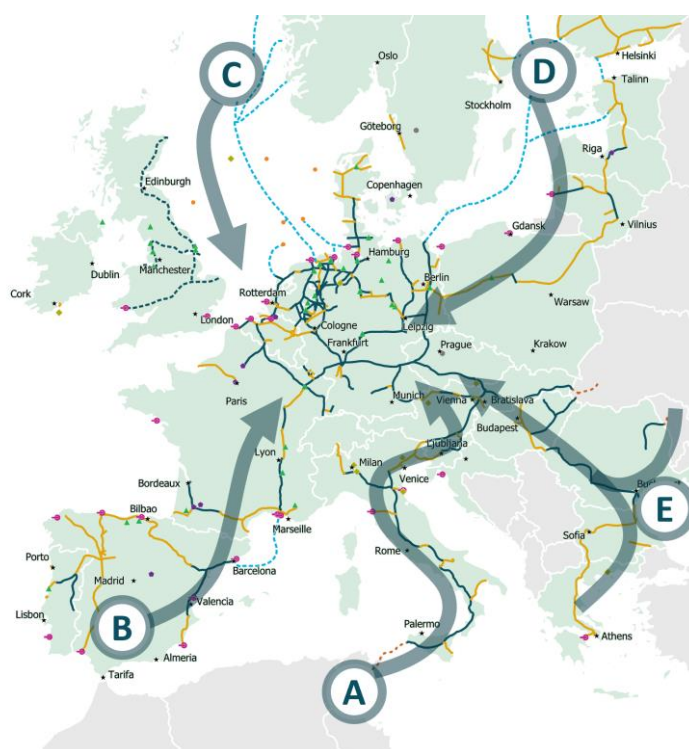 Oslo
Helsinki
C
D
Talinn
Stockholm
Göteborg
Riga
Edinburgh
Copenhagen
Vilnius
Gdansk
Dublin
Manchester
Hamburg
Berlin
Cork
Rotterdam
Warsaw
London
Cologne
Leipzig
Frankfurt
Prague
Krakow
Paris
Munich
Vienna
Bratislava
Budapest
Lyon
Ljubljana
Milan
Bordeaux
Venice
E
Bilbao
Marseille
Sofia
Porto
Rome
Madrid
Barcelona
Lisbon
B
Valencia
Palermo
Athens
Almeria
Tarifa
A